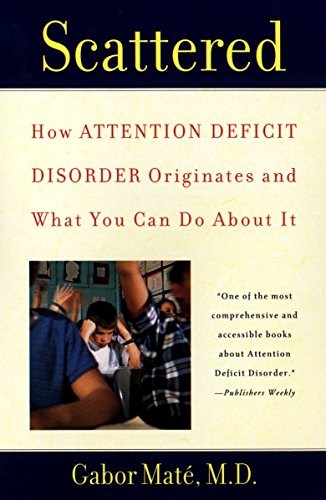 Scattered
How ATTENTION DEFICIT
DISORDER Originates and
What You Can Do About It
"One of the most
comprehensive and
accessible books
about Attention
Deficit Disorder."
—Publishers Weekly
Gabor Maté, M.D.